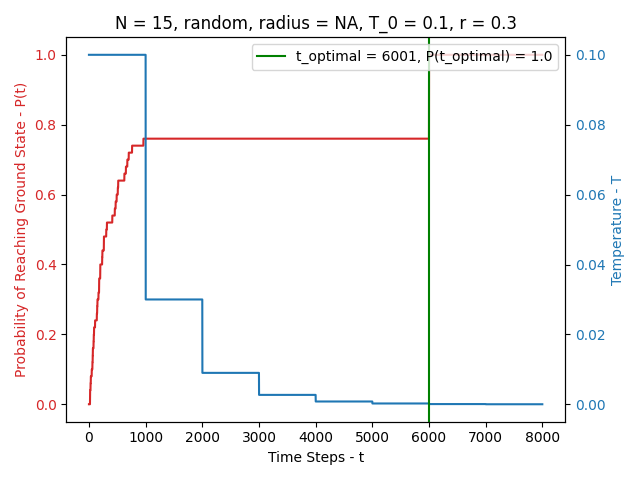 N = 15, random, radius = NA, T_0 = 0.1, r = 0.3
t_optimal = 6001, P(t_optimal) = 1.0
Probability of Reaching Ground State - P(t)
1.0
0.8
0.6
0.4
0.2
0.0
0.10
0.08
0.06
0.04
0.02
0.00
Temperature - T
0 1000 2000 3000 4000 5000 6000 7000 8000
Time Steps - t